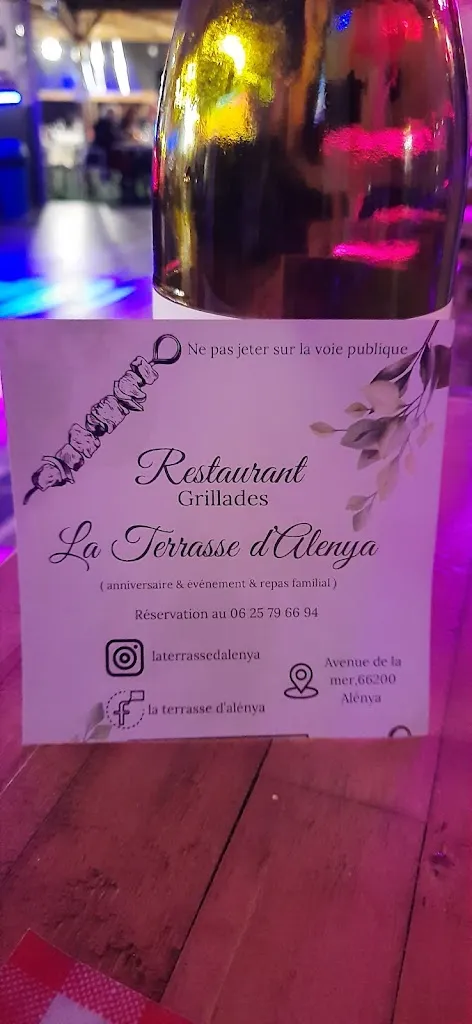 Ne pas jeter sur la voie publique
Restaurant
Grillades
La Terrasse d'Alenya
( anniversaire & événement & repas familial )
Réservation au 06 25 79 66 94
laterrassedalenya
la terrasse d'alénya
Avenue de la
mer,66200
Alénya